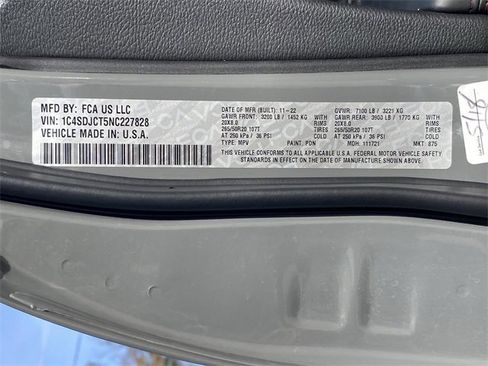 MFD BY: FCA US LLC
VIN: 1C4SDJCT5NC227828
VEHICLE MADE IN U.S.A.
DATE OF MFR (BUILT): 11-22 GVWR: 7100 LB / 3221 KG
GAWR FRONT: 3200 LB / 1452 KG WITH GAWR REAR: 3900 LB / 1770 KG WITH
20X8.0 RIMS 20X8.0 RIMS
265/50R20 107T TIRES 265/50R20 107T TIRES
AT 250 kPa / 36 PSI COLD AT 250 kPa / 36 PSI COLD
TYPE: MPV PAINT: PDN MDH: 111721 MKT: 875
THIS VEHICLE CONFORMS TO ALL APPLICABLE U.S.A. FEDERAL MOTOR VEHICLE SAFETY
STANDARDS IN EFFECT ON THE DATE OF MANUFACTURE SHOWN ABOVE.